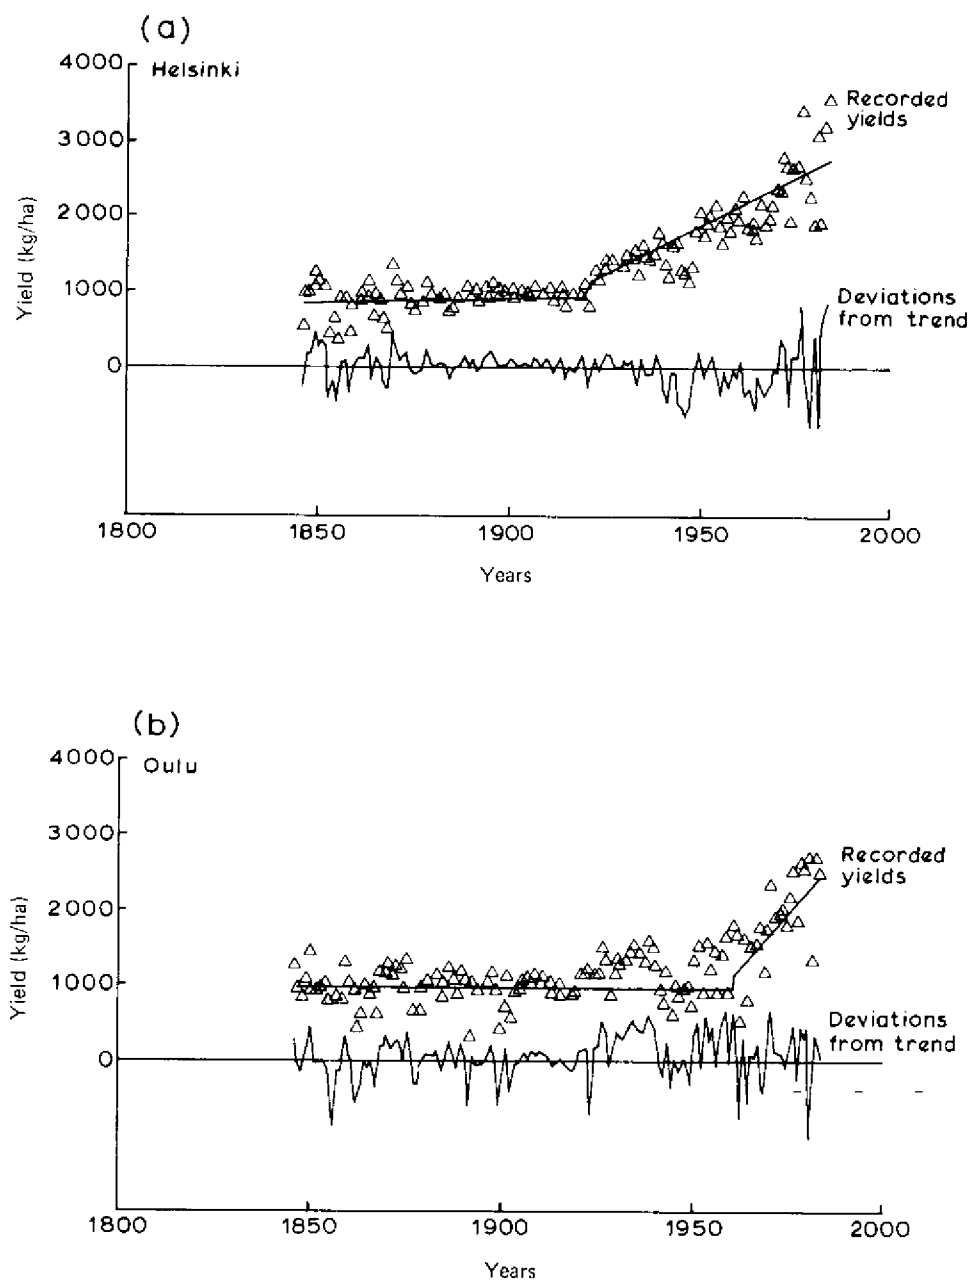 (a)
4000
Helsinki
Recorded
yields
3000
2000
1000
0
Yield (kg/ha)
Deviations
from trend
1800
1850
1900
1950
2000
Years
(b)
4000
Oulu
3000
2000
1000
0
Yield (kg/ha)
Recorded
yields
Deviations
from trend
1800
1850
1900
1950
2000
Years